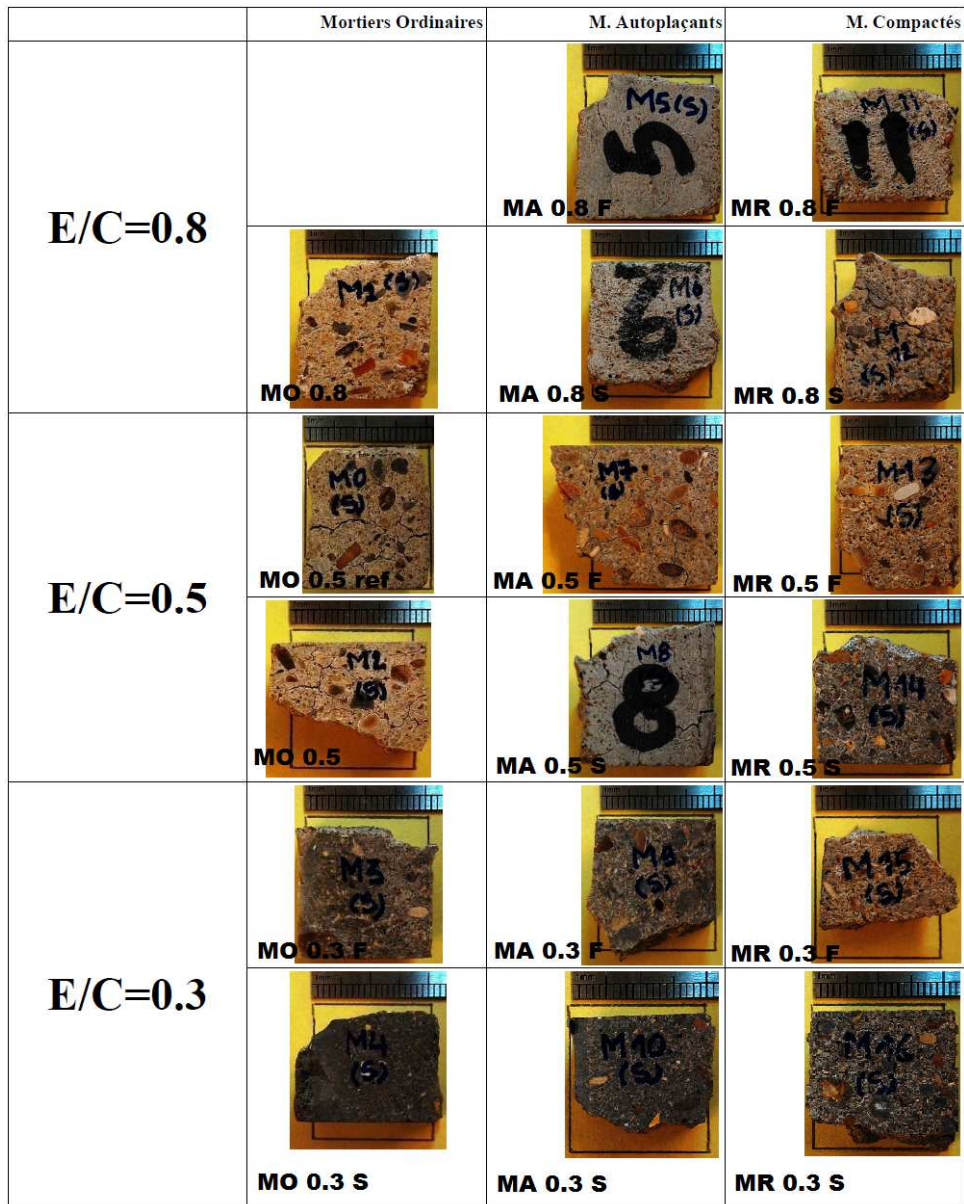 Mortiers Ordinaires M. Autoplaçants M. Compactés
E/C=0.8
M5(S)
5
MA 0.8 F
M 11
(S)
11
MR 0.8 F
M1 (S)
MO 0.8
M6
(S)
6
MA 0.8 S
M
12
(S)
MR 0.8 S
E/C=0.5
M0
(S)
MO 0.5 ref
M7
MA 0.5 F
M13
(S)
MR 0.5 F
M2
(S)
MO 0.5
M8
8
MA 0.5 S
M14
(S)
MR 0.5 S
E/C=0.3
M3
(S)
MO 0.3 F
M9
(S)
MA 0.3 F
M15
(S)
MR 0.3 F
M4
(S)
MO 0.3 S
M10
(S)
MA 0.3 S
M16
(S)
MR 0.3 S